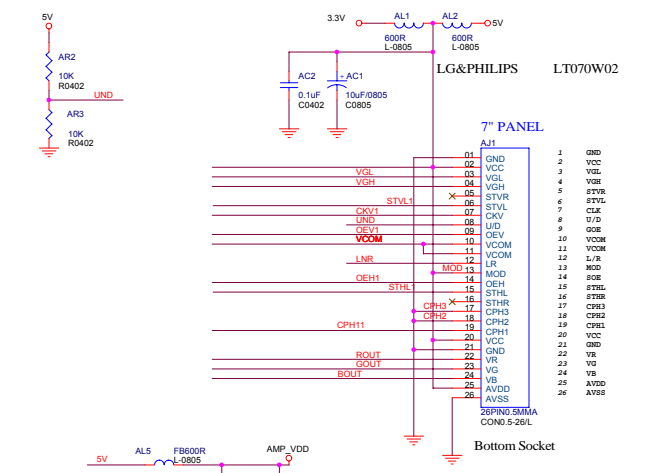 5V
AR2
10K
R0402
UND
AR3
10K
R0402
3.3V
AL1
AL2
5V
600R
L-0805
600R
L-0805
AC2
0.1uF
C0402
+ AC1
10uF/0805
C0805
LG&PHILIPS LT070W02
7" PANEL
AJ1
01 GND
02 VCC
VGL 03 VGL
VGH 04 VGH
05 STVR
STVL1 06 STVL
CKV1 07 CKV
UND 08 U/D
OEV1 09 OEV
VCOM 10 VCOM
11 VCOM
LNR 12 LR
MOD 13 MOD
OEH1 14 OEH
STHL1 15 STHL
16 STHR
CPH3 17 CPH3
CPH2 18 CPH2
CPH11 19 CPH1
20 VCC
21 GND
ROUT 22 VR
GOUT 23 VG
BOUT 24 VB
25 AVDD
26 AVSS
26PIN0.5MMA
CON0.5-26/L
1 GND
2 VCC
3 VGL
4 VGH
5 STVR
6 STVL
7 CLK
8 U/D
9 GOE
10 VCOM
11 VCOM
12 L/R
13 MOD
14 SOE
15 STHL
16 STHR
17 CPH3
18 CPH2
19 CPH1
20 VCC
21 GND
22 VR
23 VG
24 VB
25 AVDD
26 AVSS
Bottom Socket
5V
AL5
FB600R
L-0805
AMP_VDD